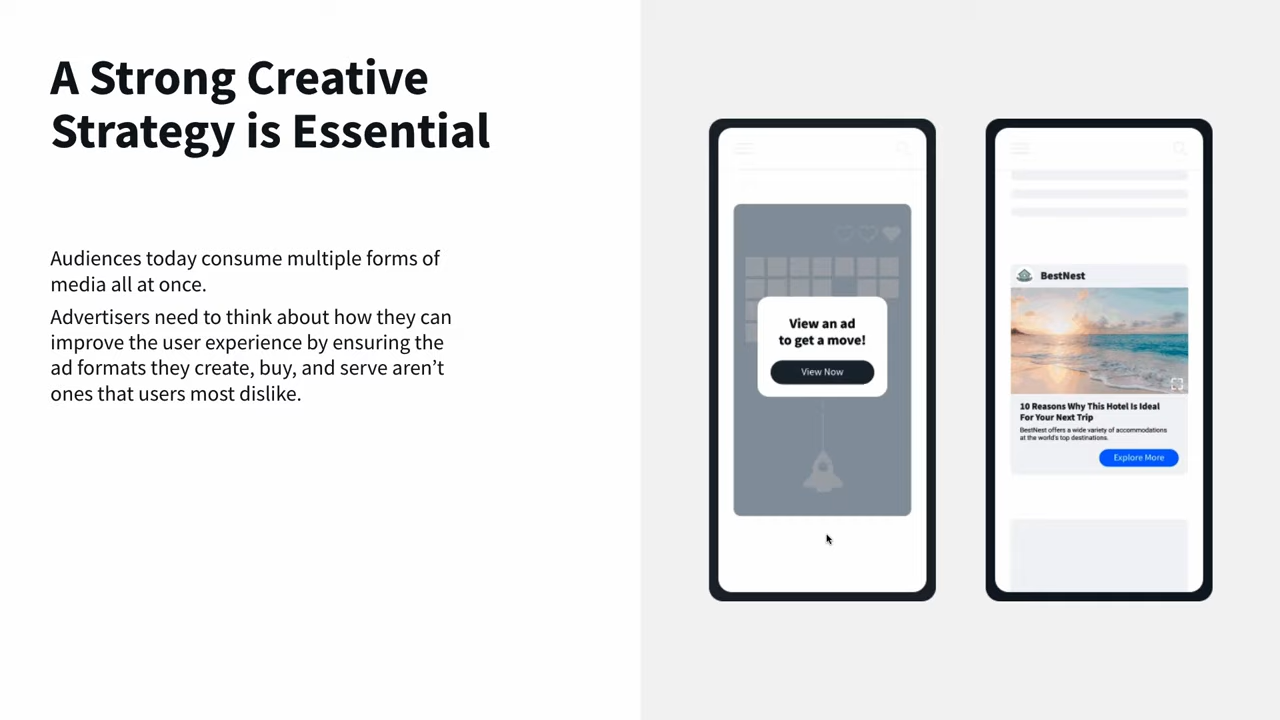 A Strong Creative
Strategy is Essential
Audiences today consume multiple forms of
media all at once.
Advertisers need to think about how they can
improve the user experience by ensuring the
ad formats they create, buy, and serve aren’t
ones that users most dislike.
View an ad
to get a move!
View Now
BestNest
10 Reasons Why This Hotel Is Ideal
For Your Next Trip
BestNest offers a wide variety of accommodations
at the world's top destinations.
Explore More